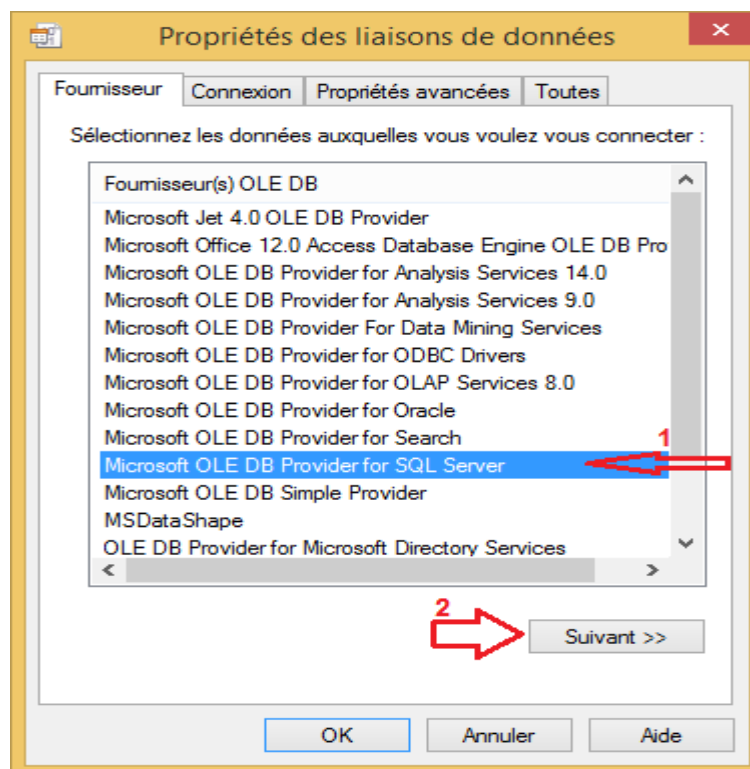 Propriétés des liaisons de données
Fournisseur Connexion Propriétés avancées Toutes
Sélectionnez les données auxquelles vous voulez vous connecter :
Fournisseur(s) OLE DB
Microsoft Jet 4.0 OLE DB Provider
Microsoft Office 12.0 Access Database Engine OLE DB Pro
Microsoft OLE DB Provider for Analysis Services 14.0
Microsoft OLE DB Provider for Analysis Services 9.0
Microsoft OLE DB Provider For Data Mining Services
Microsoft OLE DB Provider for ODBC Drivers
Microsoft OLE DB Provider for OLAP Services 8.0
Microsoft OLE DB Provider for Oracle
Microsoft OLE DB Provider for Search
1
Microsoft OLE DB Provider for SQL Server
Microsoft OLE DB Simple Provider
MSDataShape
OLE DB Provider for Microsoft Directory Services
2
Suivant >>
OK Annuler Aide